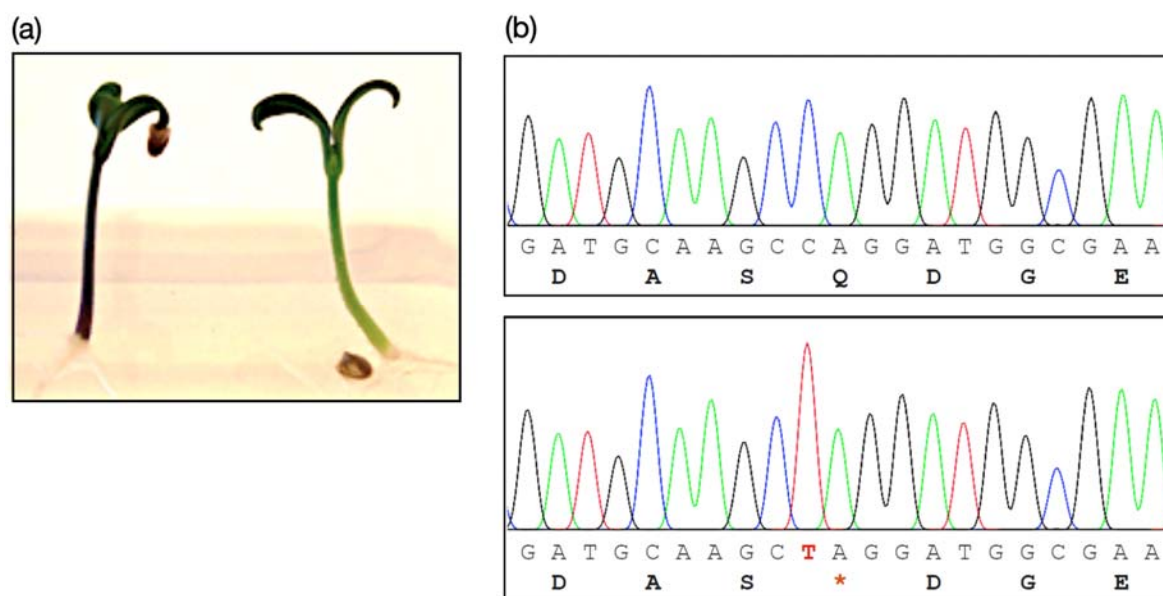 (a)
(b)
G A T G C A A G C C A G G A T G G C G A A
D A S Q D G E
G A T G C A A G C T A G G A T G G C G A A
D A S * D G E